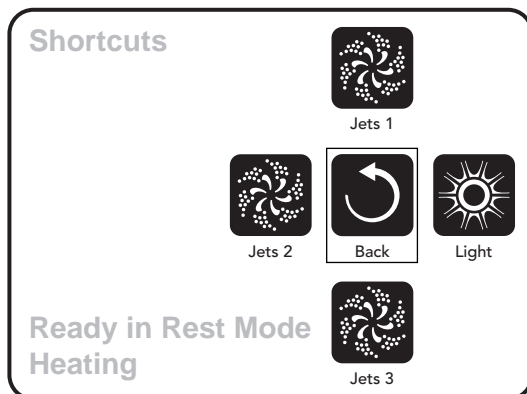 Shortcuts
Jets 1
Jets 2
Back
Light
Ready in Rest Mode
Heating
Jets 3